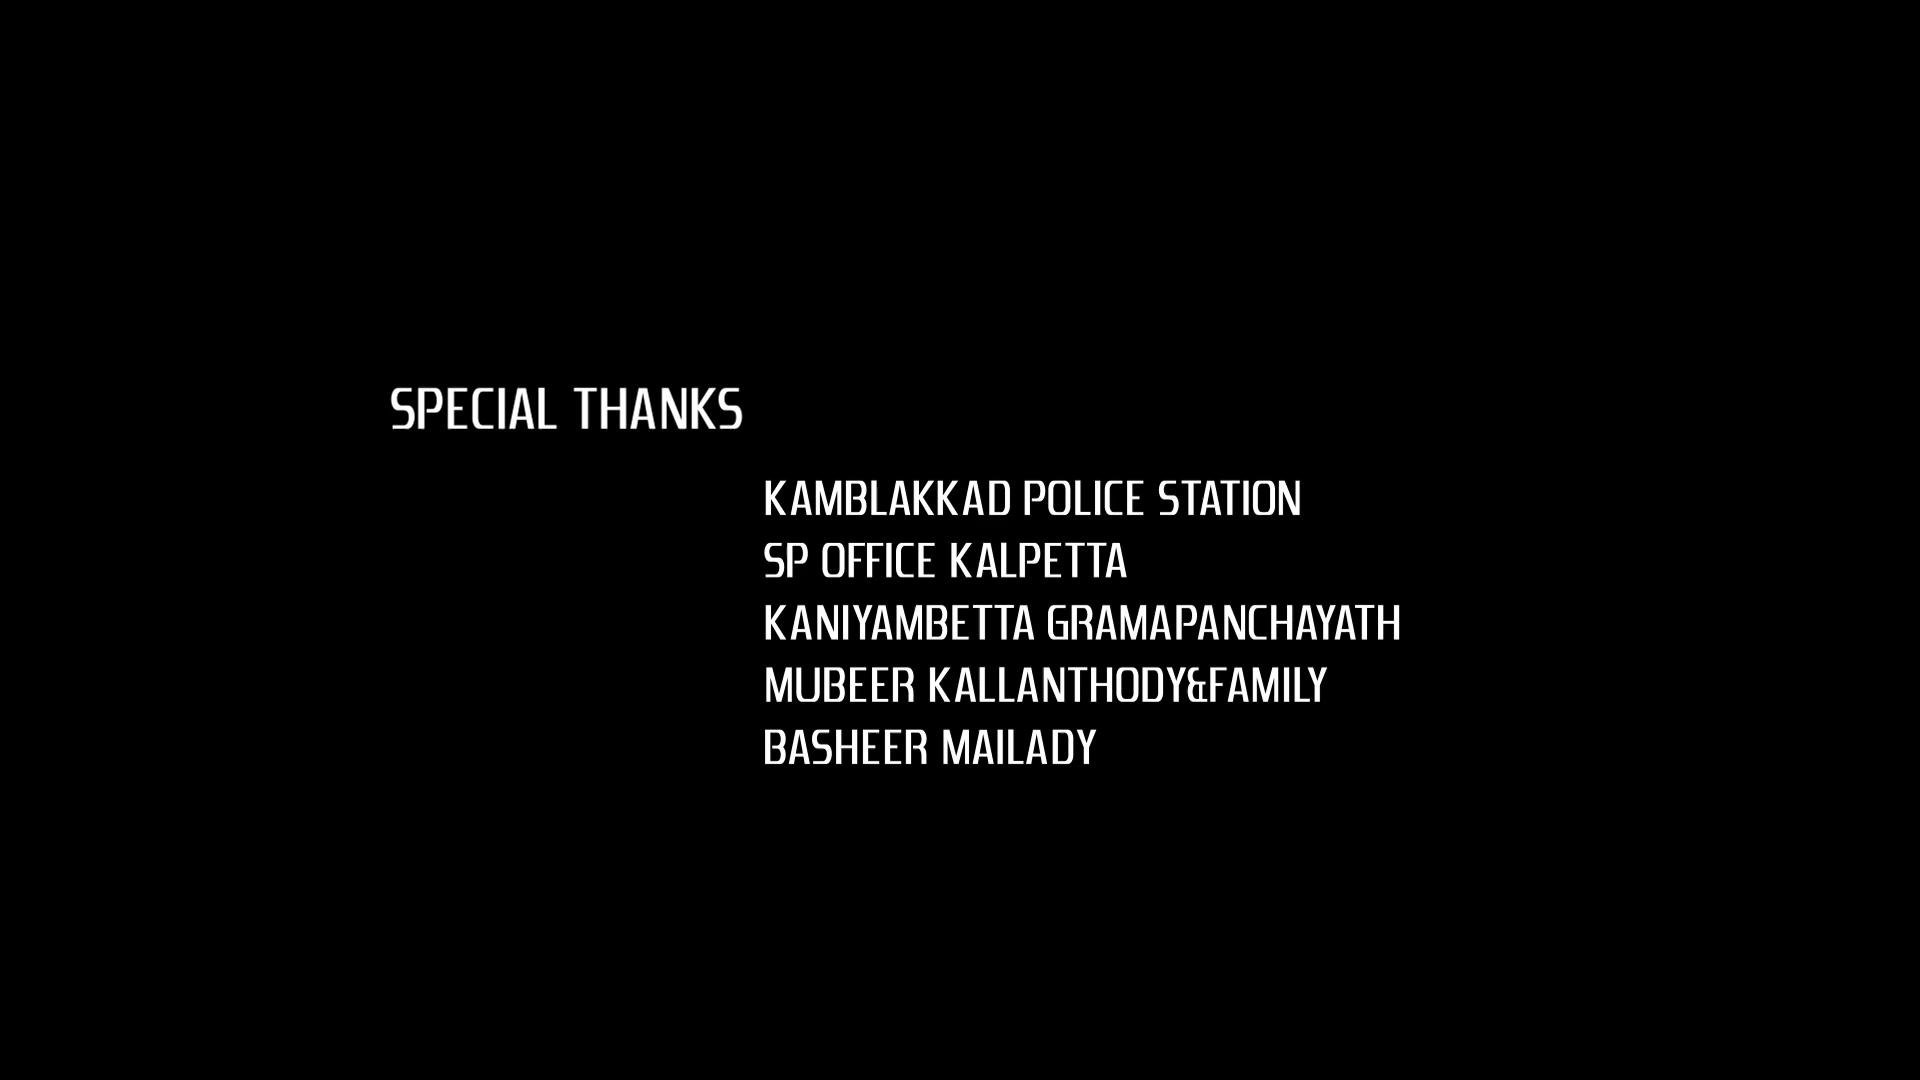 SPECIAL THANKS
KAMBLAKKAD POLICE STATION
SP OFFICE KALPETTA
KANIYAMBETTA GRAMAPANCHAYATH
MUBEER KALLANTHODY&FAMILY
BASHEER MAILADY